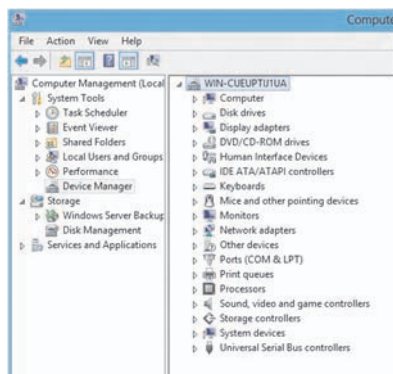 Compute
File Action View Help
Computer Management (Local
System Tools
Task Scheduler
Event Viewer
Shared Folders
Local Users and Groups
Performance
Device Manager
Storage
Windows Server Backup
Disk Management
Services and Applications
WIN-CUEUPTU1UA
Computer
Disk drives
Display adapters
DVD/CD-ROM drives
Human Interface Devices
IDE ATA/ATAPI controllers
Keyboards
Mice and other pointing devices
Monitors
Network adapters
Other devices
Ports (COM & LPT)
Print queues
Processors
Sound, video and game controllers
Storage controllers
System devices
Universal Serial Bus controllers